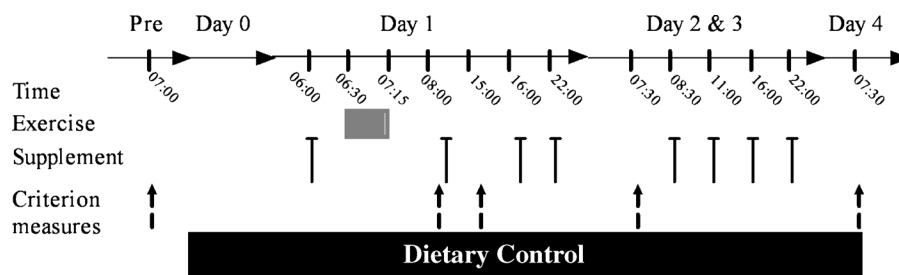 Pre Day 0 Day 1 Day 2 & 3 Day 4
Time 07:00 06:00 06:30 07:15 08:00 15:00 16:00 22:00 07:30 08:30 11:00 16:00 22:00 07:30
Exercise
Supplement
Criterion
measures
Dietary Control